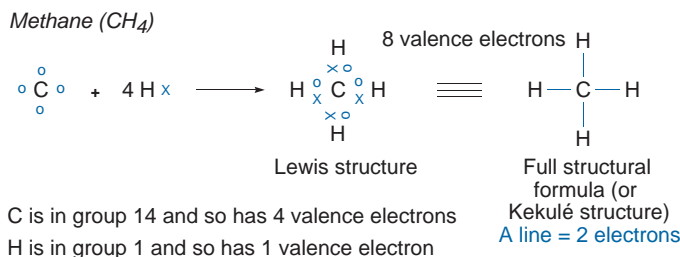 Methane (CH4)
H 8 valence electrons H
o o C o o + 4 H x H o x C o x H H — C — H
x o
x o
H H
Lewis structure Full structural
formula (or
Kekulé structure)
C is in group 14 and so has 4 valence electrons
A line = 2 electrons
H is in group 1 and so has 1 valence electron